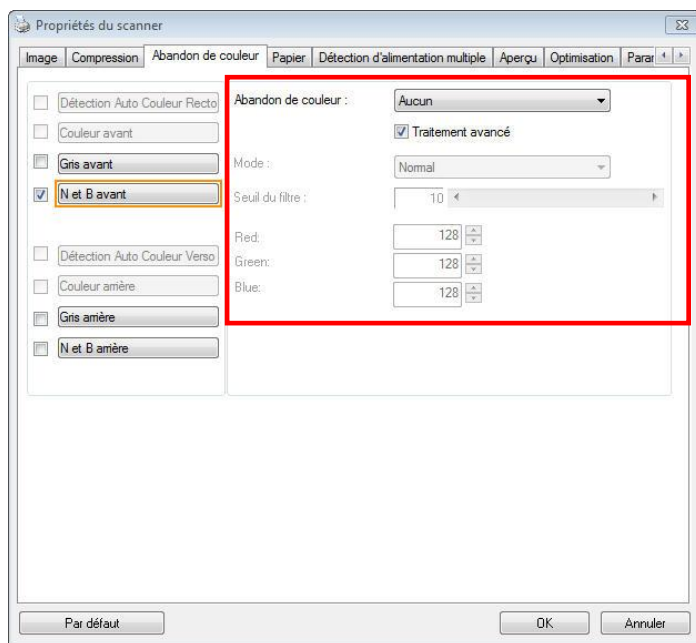 Propriétés du scanner
Image Compression Abandon de couleur Papier Détection d'alimentation multiple Aperçu Optimisation Parar
Détection Auto Couleur Recto
Couleur avant
Gris avant
N et B avant
Détection Auto Couleur Verso
Couleur arrière
Gris arrière
N et B arrière
Abandon de couleur : Aucun
Traitement avancé
Mode : Normal
Seuil du filtre : 10
Red: 128
Green: 128
Blue: 128
Par défaut OK Annuler